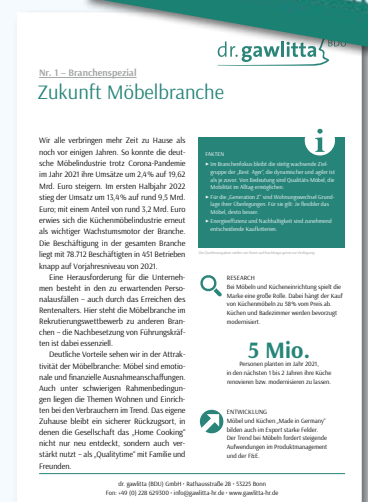 dr.gawlitta BDU
Nr. 1 – Branchenspezial
Zukunft Möbelbranche
Wir alle verbringen mehr Zeit zu Hause als
noch vor einigen Jahren. So konnte die deut-
sche Möbelindustrie trotz Corona-Pandemie
im Jahr 2021 ihre Umsätze um 2,4% auf 19,62
Mrd. Euro steigern. Im ersten Halbjahr 2022
stieg der Umsatz um 13,4% auf rund 9,5 Mrd.
Euro; mit einem Anteil von rund 3,2 Mrd. Euro
erwies sich die Küchenmöbelindustrie erneut
als wichtiger Wachstumsmotor der Branche.
Die Beschäftigung in der gesamten Branche
liegt mit 78.712 Beschäftigten in 451 Betrieben
knapp auf Vorjahresniveau von 2021.
Eine Herausforderung für die Unterneh-
men besteht in den zu erwartenden Perso-
nalausfällen – auch durch das Erreichen des
Rentenalters. Hier steht die Möbelbranche im
Rekrutierungswettbewerb zu anderen Bran-
chen – die Nachbesetzung von Führungskräf-
ten ist dabei essenziell.
Deutliche Vorteile sehen wir in der Attrak-
tivität der Möbelbranche: Möbel sind emotio-
nale und finanzielle Ausnahmeanschaffungen.
Auch unter schwierigen Rahmenbedingun-
gen liegen die Themen Wohnen und Einrich-
ten bei den Verbrauchern im Trend. Das eigene
Zuhause bleibt ein sicherer Rückzugsort, in
denen die Gesellschaft das „Home Cooking"
nicht nur neu entdeckt, sondern auch ver-
stärkt nutzt – als „Qualitytime" mit Familie und
Freunden.
i
FAKTEN
Im Branchenfokus bleibt die stetig wachsende Ziel-
gruppe der „Best Ager", die dynamischer und agiler ist
als je zuvor. Von Bedeutung sind Qualitäts-Möbel, die
Mobilität im Alltag ermöglichen.
Für die „Generation Z" sind Wohnungswechsel Grund-
lage ihrer Überlegungen. Für sie gilt: Je flexibler das
Möbel, desto besser.
Energieeffizienz und Nachhaltigkeit sind zunehmend
entscheidende Kaufkriterien.
RESEARCH
Bei Möbeln und Kücheneinrichtung spielt die
Marke eine große Rolle. Dabei hängt der Kauf
von Küchenmöbeln zu 58% vom Preis ab.
Küchen und Badezimmer werden bevorzugt
modernisiert.
5 Mio.
Personen planten im Jahr 2021,
in den nächsten 1 bis 2 Jahren ihre Küche
renovieren bzw. modernisieren zu lassen.
ENTWICKLUNG
Möbel und Küchen „Made in Germany"
bilden auch im Export starke Felder.
Der Trend bei Möbeln fordert steigende
Aufwendungen im Produktmanagement
und der F&E.
dr. gawlitta (BDU) GmbH • Rathausstraße 28 • 53225 Bonn
Fon: +49 (0) 228 629300 • info@gawlitta-hr.de • www.gawlitta-hr.de